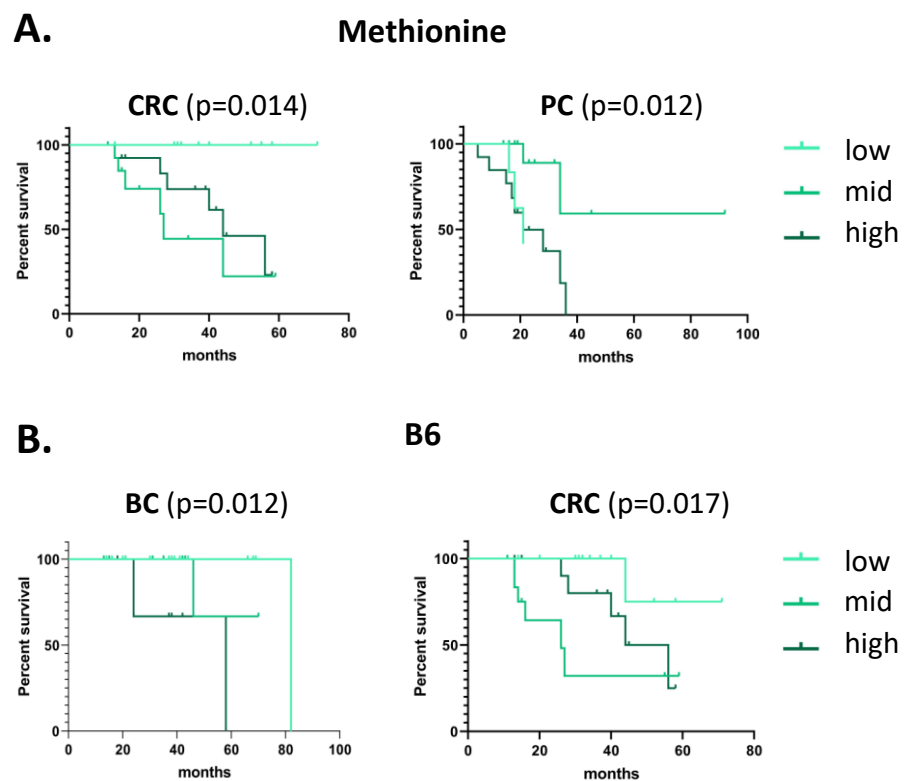 A.
Methionine
CRC (p=0.014)
PC (p=0.012)
Percent survival
100
50
0
0 20 40 60 80
months
Percent survival
100
50
0
0 20 40 60 80 100
months
low
mid
high
B.
B6
BC (p=0.012)
CRC (p=0.017)
Percent survival
100
50
0
0 20 40 60 80 100
months
Percent survival
100
50
0
0 20 40 60 80
months
low
mid
high